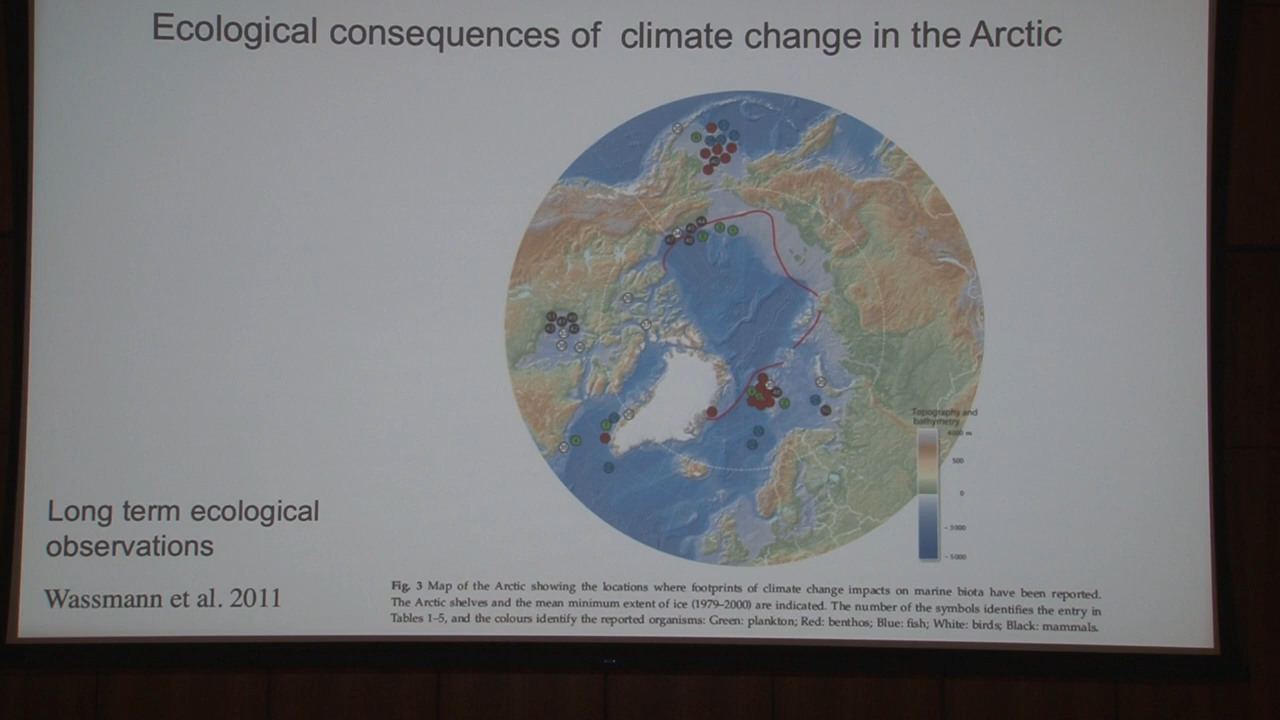 Ecological consequences of climate change in the Arctic
Topography and
bathymetry
4000 m
500
0
- 3000
- 5000
Long term ecological
observations
Wassmann et al. 2011
Fig. 3 Map of the Arctic showing the locations where footprints of climate change impacts on marine biota have been reported.
The Arctic shelves and the mean minimum extent of ice (1979–2000) are indicated. The number of the symbols identifies the entry in
Tables 1–5, and the colours identify the reported organisms: Green: plankton; Red: benthos; Blue: fish; White: birds; Black: mammals.